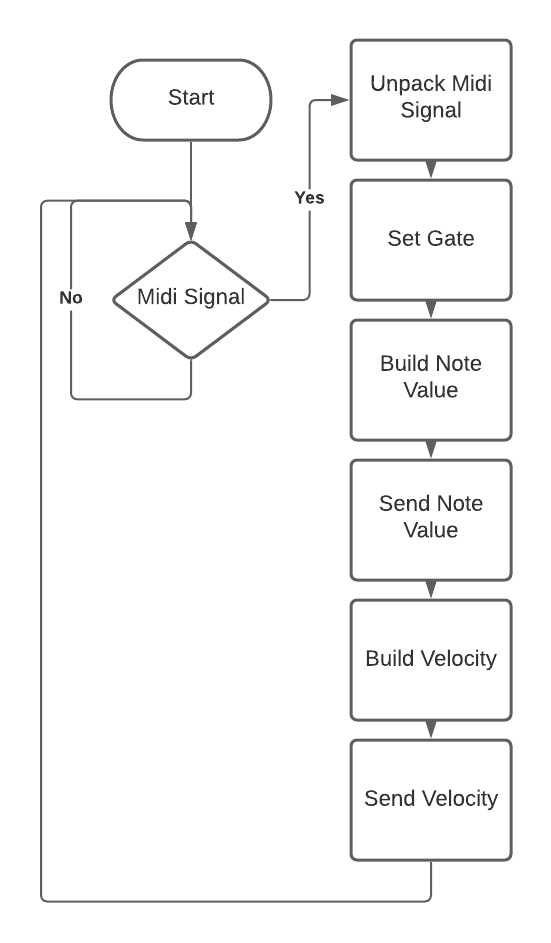 Start
Midi Signal
No
Yes
Unpack Midi
Signal
Set Gate
Build Note
Value
Send Note
Value
Build Velocity
Send Velocity